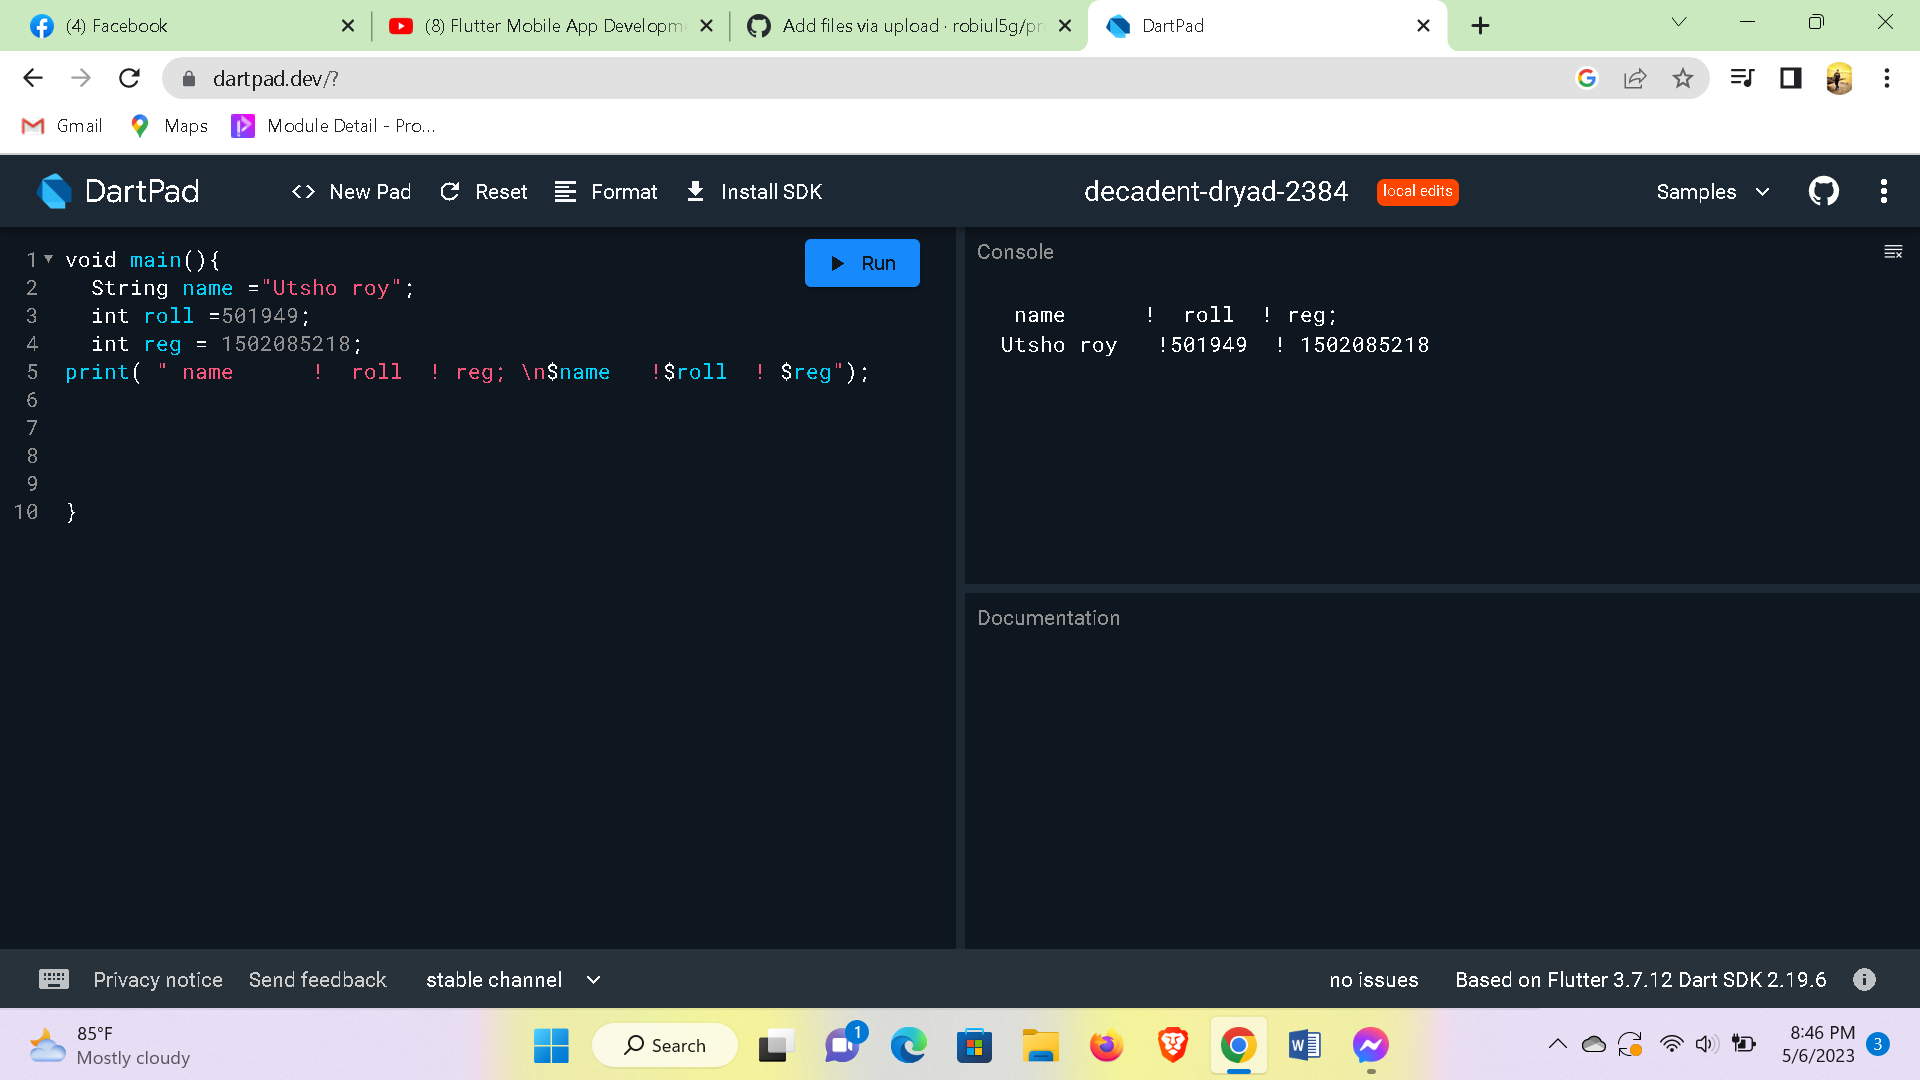 (4) Facebook
(8) Flutter Mobile App Developm
Add files via upload · robiul5g/pr
DartPad
dartpad.dev/?
Gmail
Maps
Module Detail - Pro...
DartPad
<> New Pad
Reset
Format
Install SDK
decadent-dryad-2384
local edits
Samples
Run
1 void main(){
2 String name ="Utsho roy";
3 int roll =501949;
4 int reg = 1502085218;
5 print( " name      !  roll  ! reg; \n$name   !$roll  ! $reg");
6
7
8
9
10 }
Console
name      !  roll  ! reg;
Utsho roy   !501949  ! 1502085218
Documentation
Privacy notice
Send feedback
stable channel
no issues
Based on Flutter 3.7.12 Dart SDK 2.19.6
85°F
Mostly cloudy
Search
1
8:46 PM
5/6/2023
3